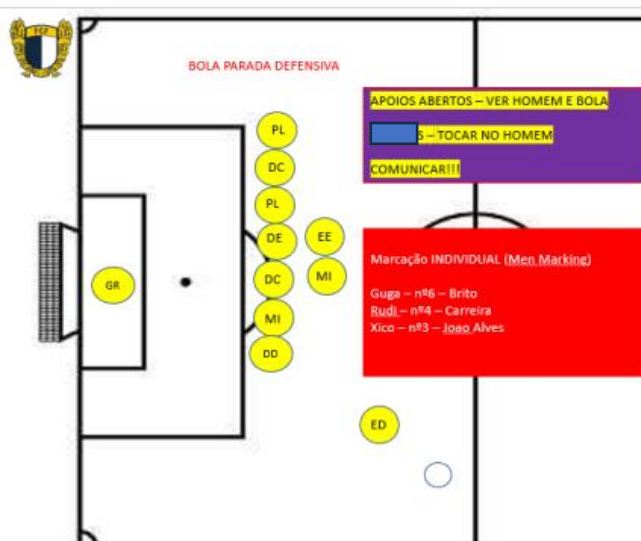 FCF
BOLA PARADA DEFENSIVA
APOIOS ABERTOS – VER HOMEM E BOLA
S – TOCAR NO HOMEM
COMUNICAR!!!
PL
DC
PL
DE
EE
DC
MI
MI
DD
GR
ED
Marcação INDIVIDUAL (Men Marking)
Guga – nº6 – Brito
Rudi – nº4 – Carreira
Xico – nº3 – Joao Alves